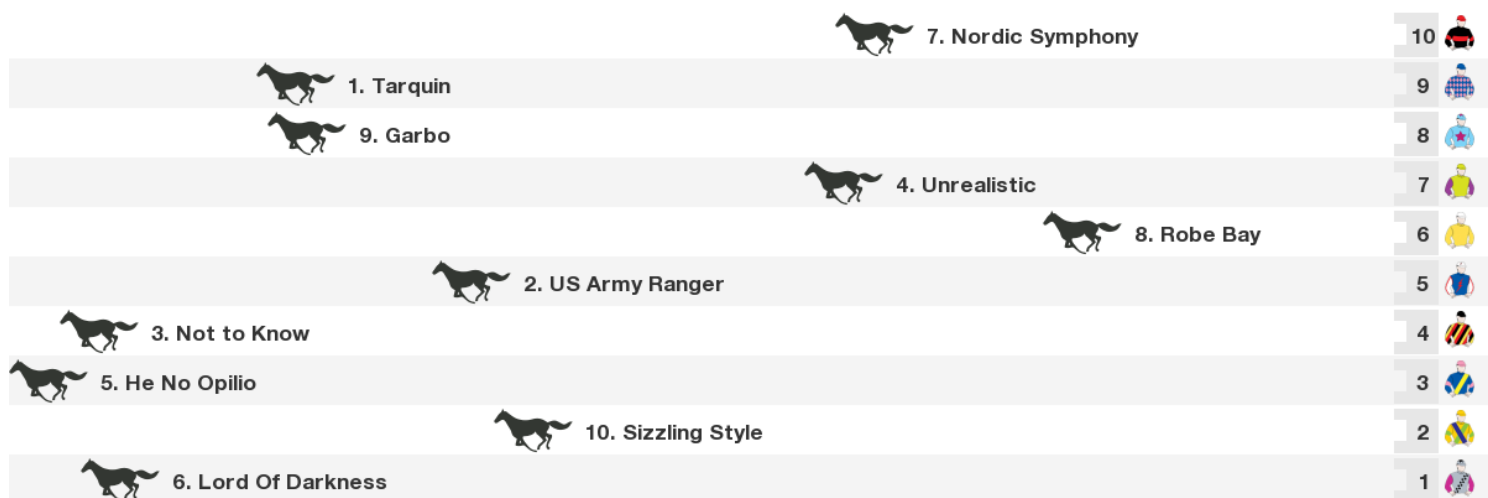 7. Nordic Symphony 10
1. Tarquin 9
9. Garbo 8
4. Unrealistic 7
8. Robe Bay 6
2. US Army Ranger 5
3. Not to Know 4
5. He No Opilio 3
10. Sizzling Style 2
6. Lord Of Darkness 1